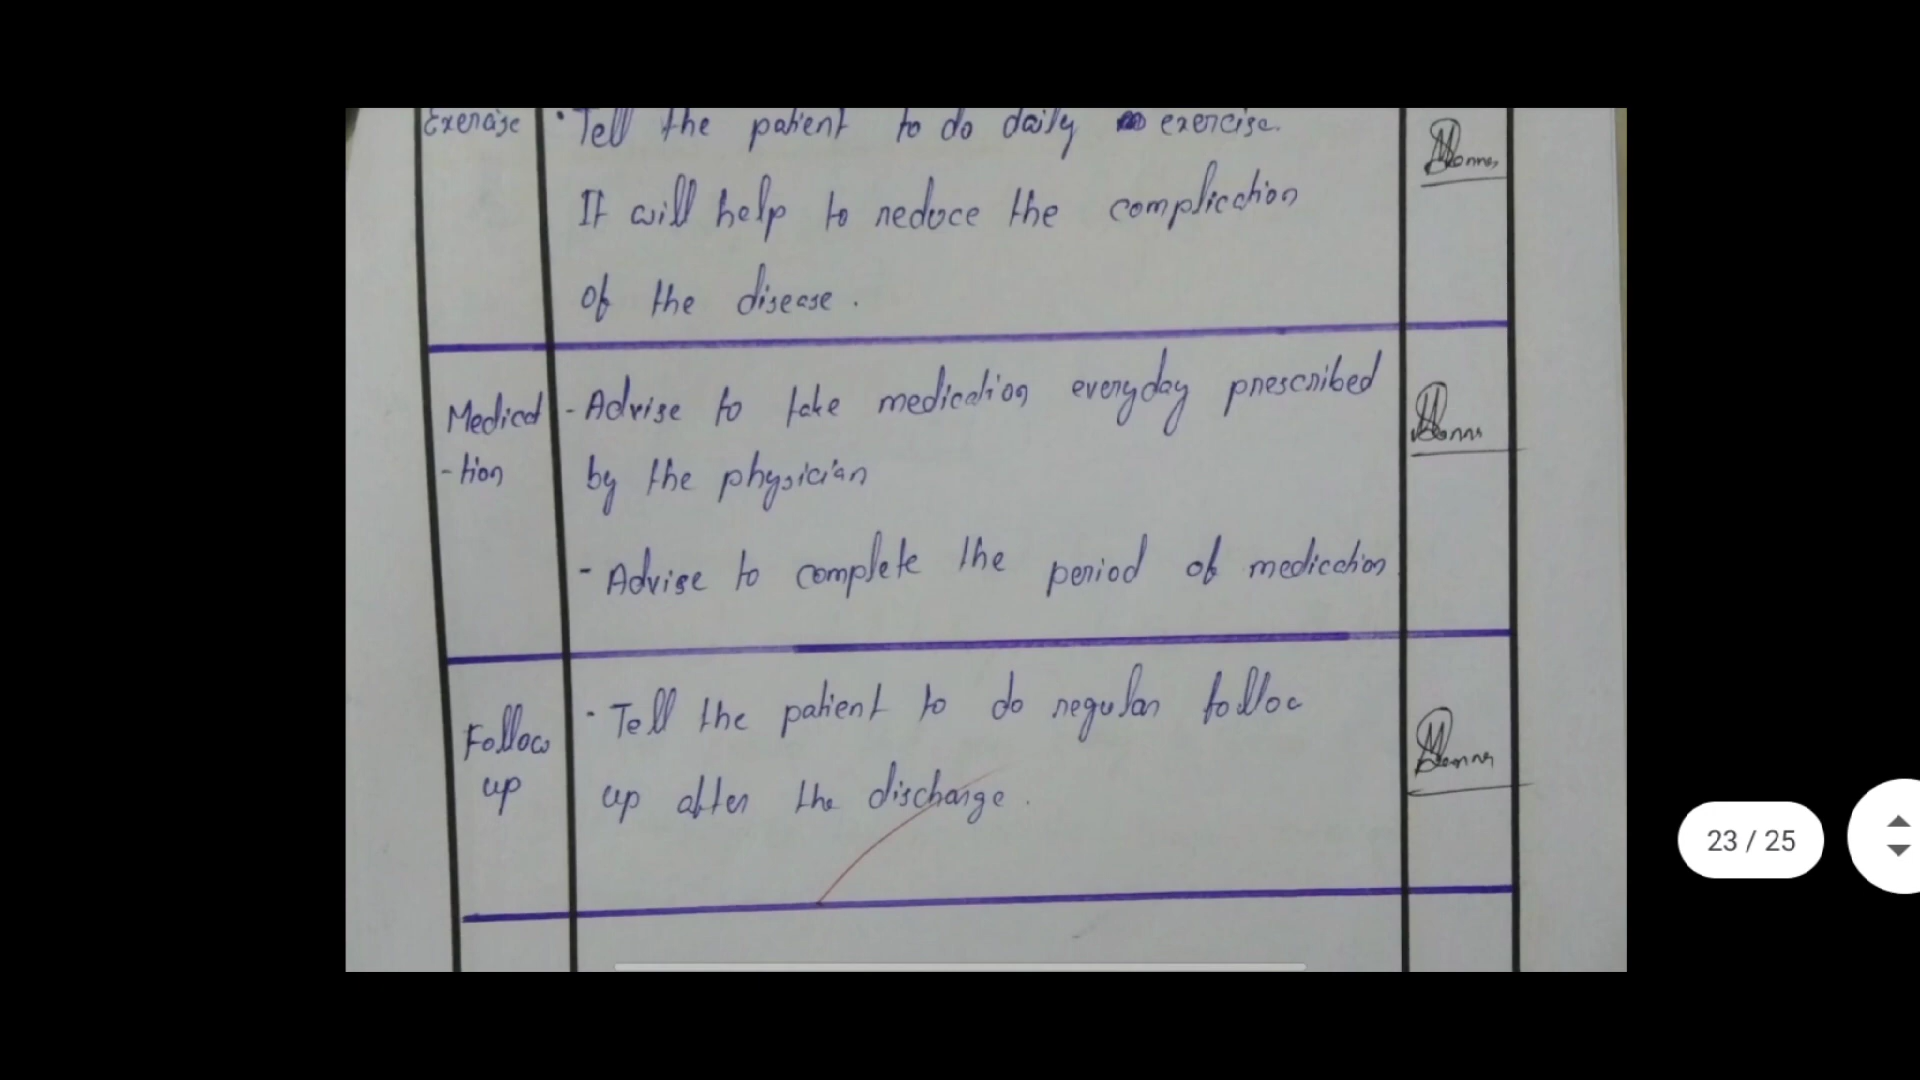 Exercise
• Tell the patient to do daily exercise.
It will help to reduce the complication
of the disease.
Medicat
-tion
- Advise to take medication everyday prescribed
by the physician
- Advise to complete the period of medication
Follow
up
• Tell the patient to do regular follow
up after the discharge.
23 / 25